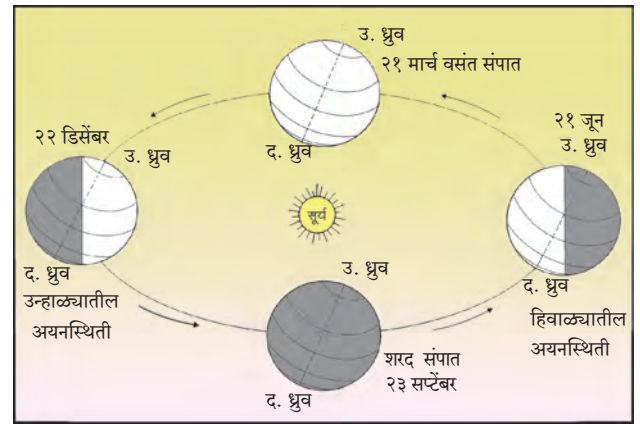 उ. ध्रुव
२१ मार्च वसंत संपात
द. ध्रुव
२२ डिसेंबर
उ. ध्रुव
द. ध्रुव
उन्हाळ्यातील
अयनस्थिती
सूर्य
२१ जून
उ. ध्रुव
द. ध्रुव
हिवाळ्यातील
अयनस्थिती
उ. ध्रुव
शरद संपात
२३ सप्टेंबर
द. ध्रुव